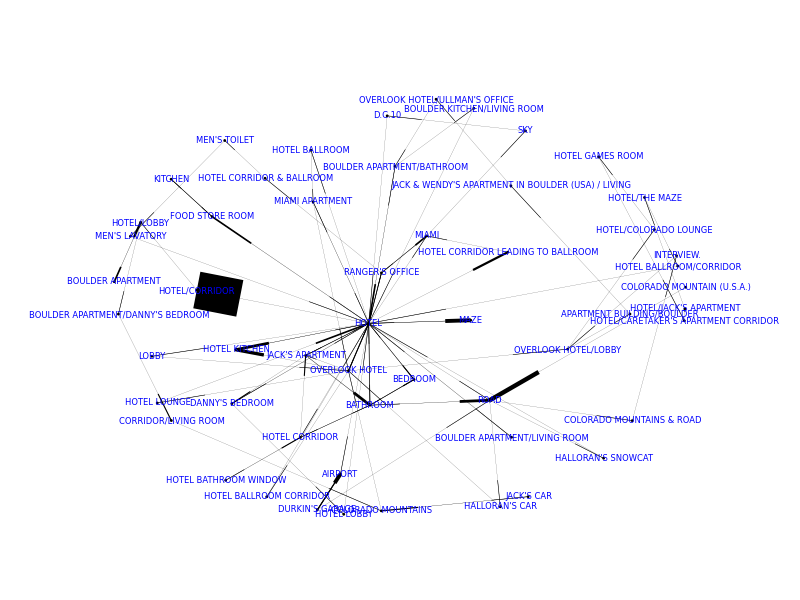 OVERLOOK HOTEL/ULLMAN'S OFFICE
BOULDER KITCHEN/LIVING ROOM
D.C.10
SKY
MEN'S TOILET
HOTEL BALLROOM
HOTEL GAMES ROOM
BOULDER APARTMENT/BATHROOM
KITCHEN
HOTEL CORRIDOR & BALLROOM
JACK & WENDY'S APARTMENT IN BOULDER (USA) / LIVING
MIAMI APARTMENT
HOTEL/THE MAZE
FOOD STORE ROOM
HOTEL/LOBBY
HOTEL/COLORADO LOUNGE
MEN'S LAVATORY
MIAMI
HOTEL CORRIDOR LEADING TO BALLROOM
INTERVIEW.
HOTEL BALLROOM/CORRIDOR
RANGER'S OFFICE
BOULDER APARTMENT
COLORADO MOUNTAIN (U.S.A.)
HOTEL/CORRIDOR
HOTEL/JACK'S APARTMENT
BOULDER APARTMENT/DANNY'S BEDROOM
APARTMENT BUILDING/BOULDER
HOTEL
MAZE
HOTEL/CARETAKER'S APARTMENT CORRIDOR
HOTEL KITCHEN
OVERLOOK HOTEL/LOBBY
LOBBY
JACK'S APARTMENT
OVERLOOK HOTEL
BEDROOM
HOTEL LOUNGE
DANNY'S BEDROOM
BATHROOM
ROAD
CORRIDOR/LIVING ROOM
COLORADO MOUNTAINS & ROAD
HOTEL CORRIDOR
BOULDER APARTMENT/LIVING ROOM
HALLORAN'S SNOWCAT
AIRPORT
HOTEL BATHROOM WINDOW
HOTEL BALLROOM CORRIDOR
JACK'S CAR
HALLORAN'S CAR
DURKIN'S GARAGE
COLORADO MOUNTAINS
HOTEL LOBBY